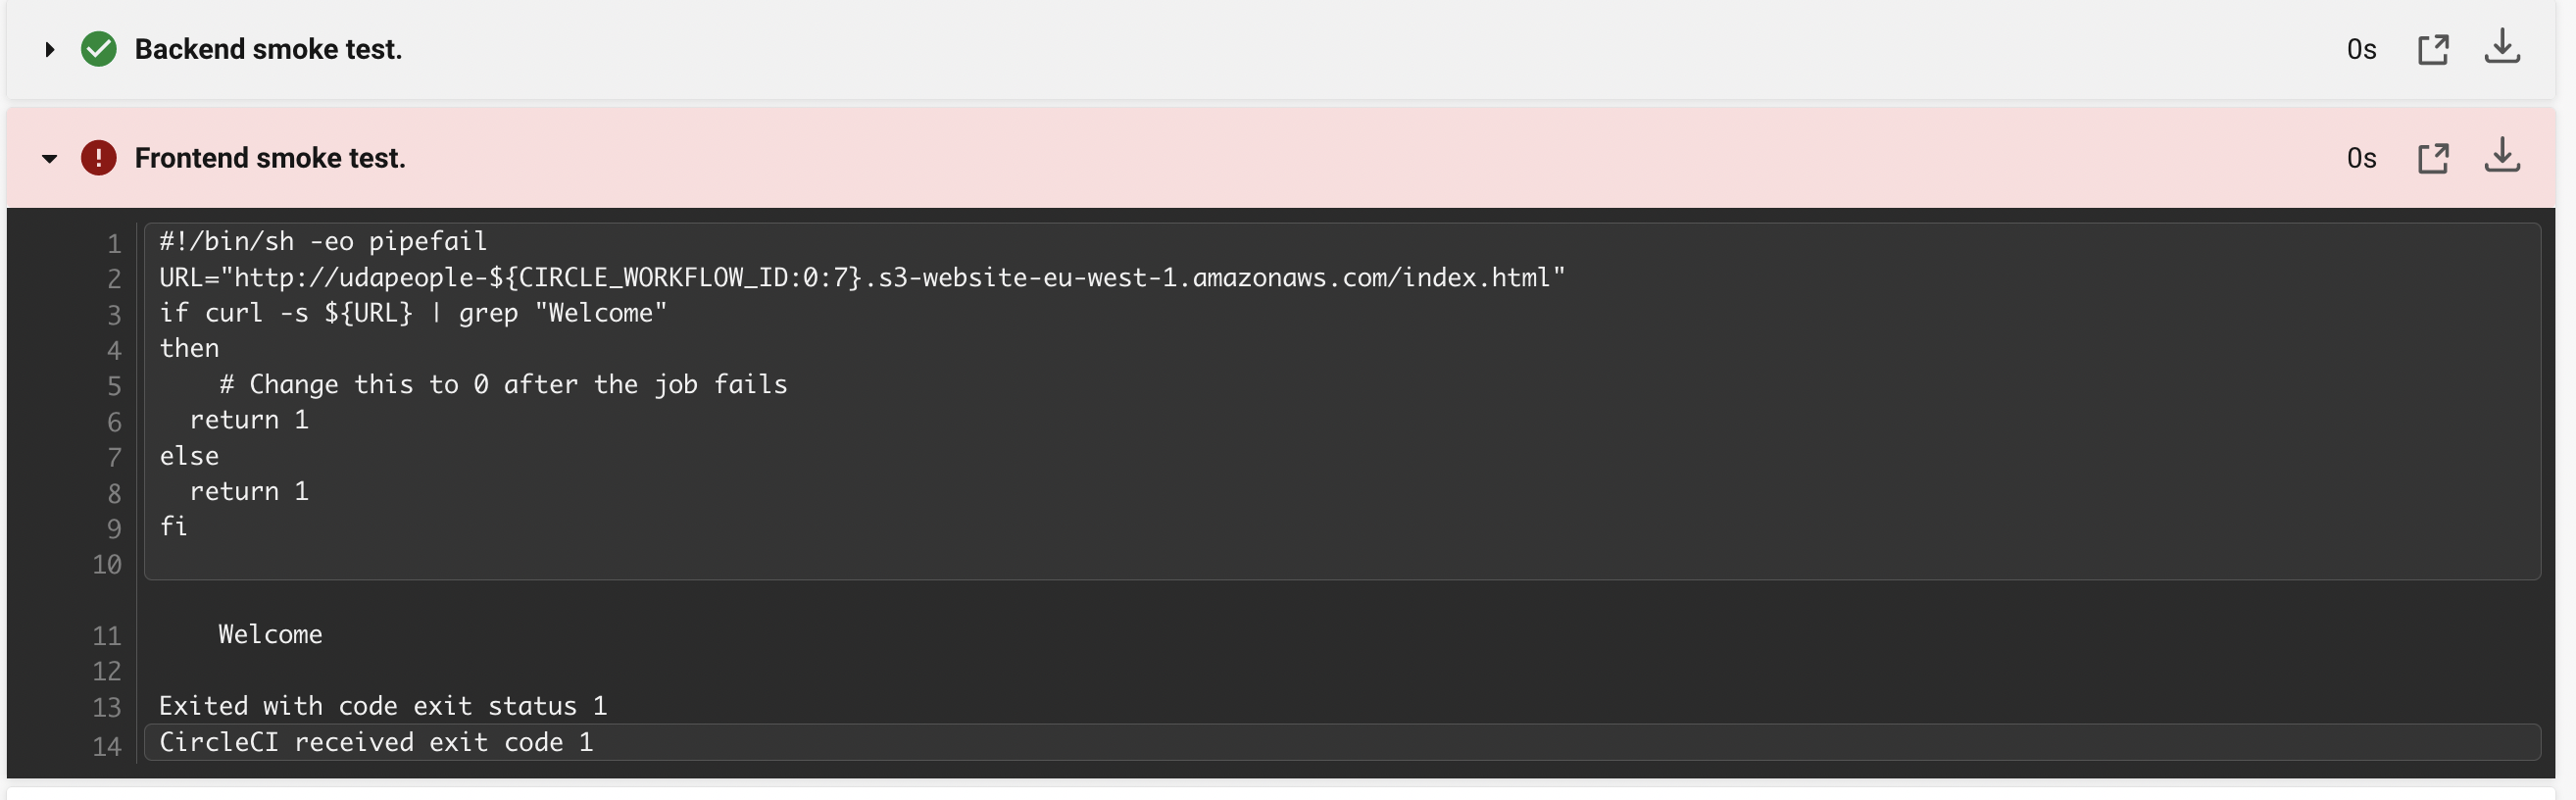 Backend smoke test. 0s
Frontend smoke test. 0s
1 #!/bin/sh -eo pipefail
2 URL="http://udapeople-${CIRCLE_WORKFLOW_ID:0:7}.s3-website-eu-west-1.amazonaws.com/index.html"
3 if curl -s ${URL} | grep "Welcome"
4 then
5     # Change this to 0 after the job fails
6   return 1
7 else
8   return 1
9 fi
10
11     Welcome
12
13 Exited with code exit status 1
14 CircleCI received exit code 1